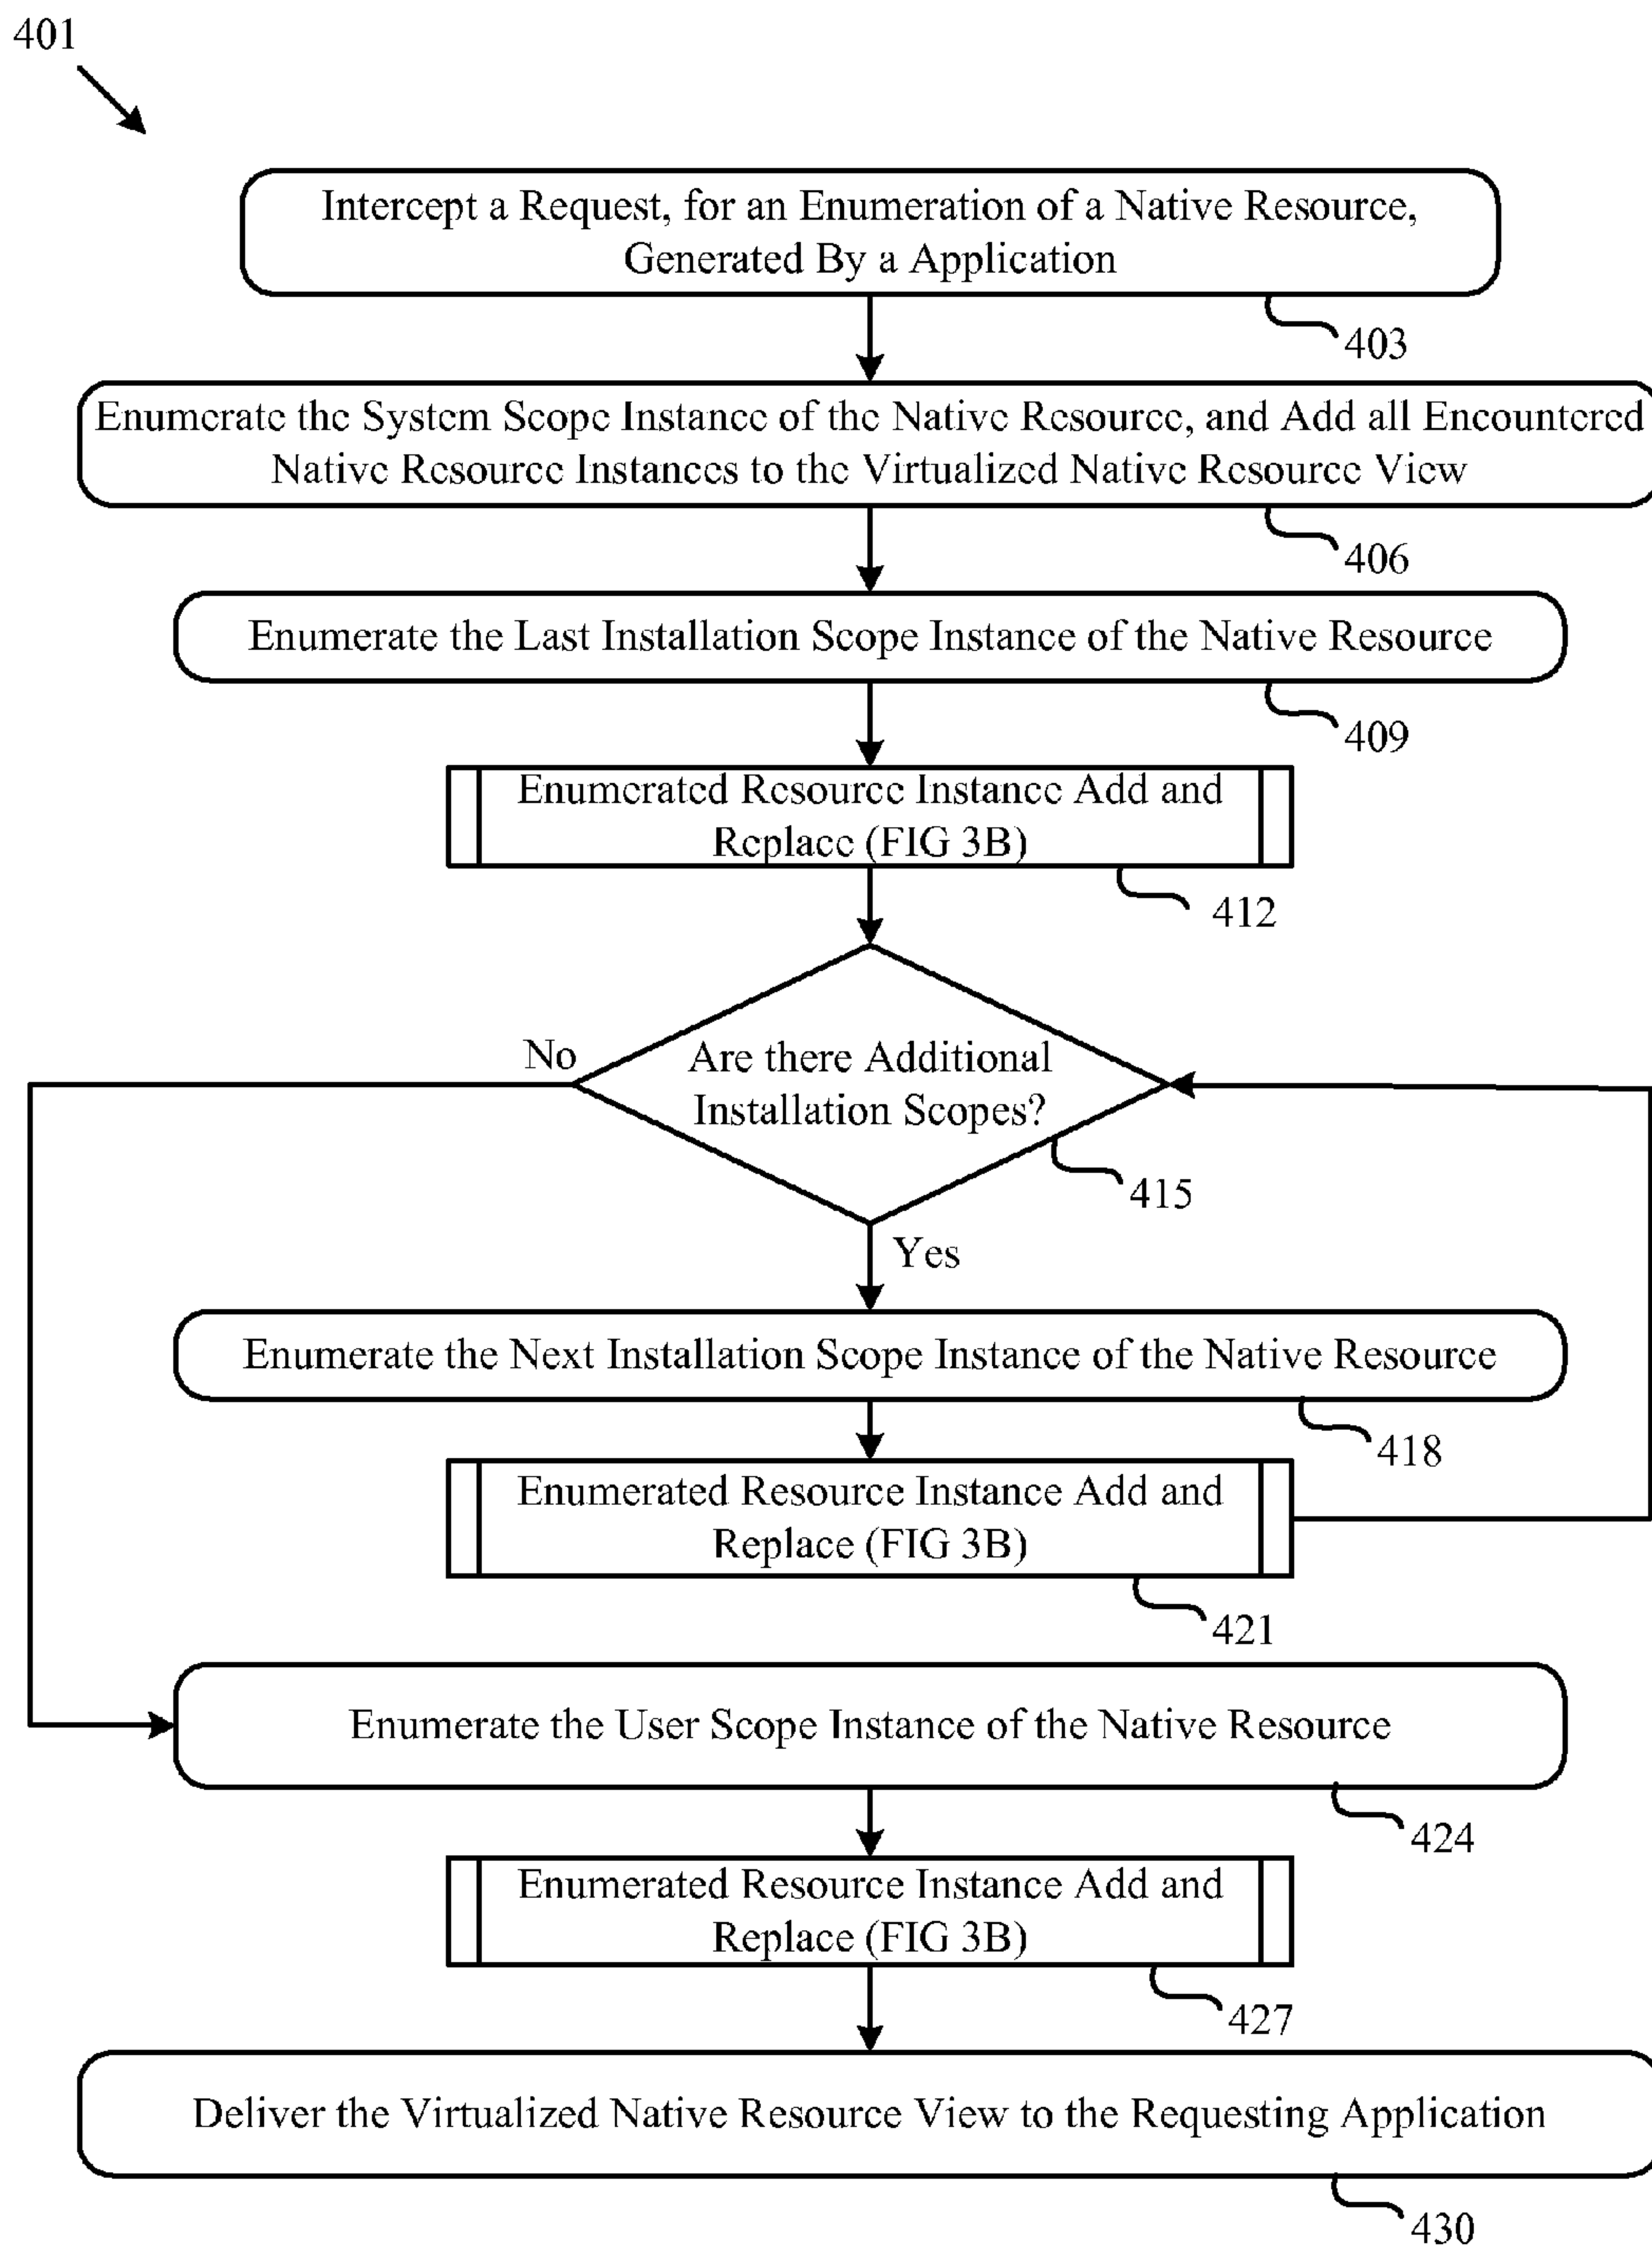 401
Intercept a Request, for an Enumeration of a Native Resource,
Generated By a Application
403
Enumerate the System Scope Instance of the Native Resource, and Add all Encountered
Native Resource Instances to the Virtualized Native Resource View
406
Enumerate the Last Installation Scope Instance of the Native Resource
409
Enumerated Resource Instance Add and
Replace (FIG 3B)
412
No
Are there Additional
Installation Scopes?
415
Yes
Enumerate the Next Installation Scope Instance of the Native Resource
418
Enumerated Resource Instance Add and
Replace (FIG 3B)
421
Enumerate the User Scope Instance of the Native Resource
424
Enumerated Resource Instance Add and
Replace (FIG 3B)
427
Deliver the Virtualized Native Resource View to the Requesting Application
430